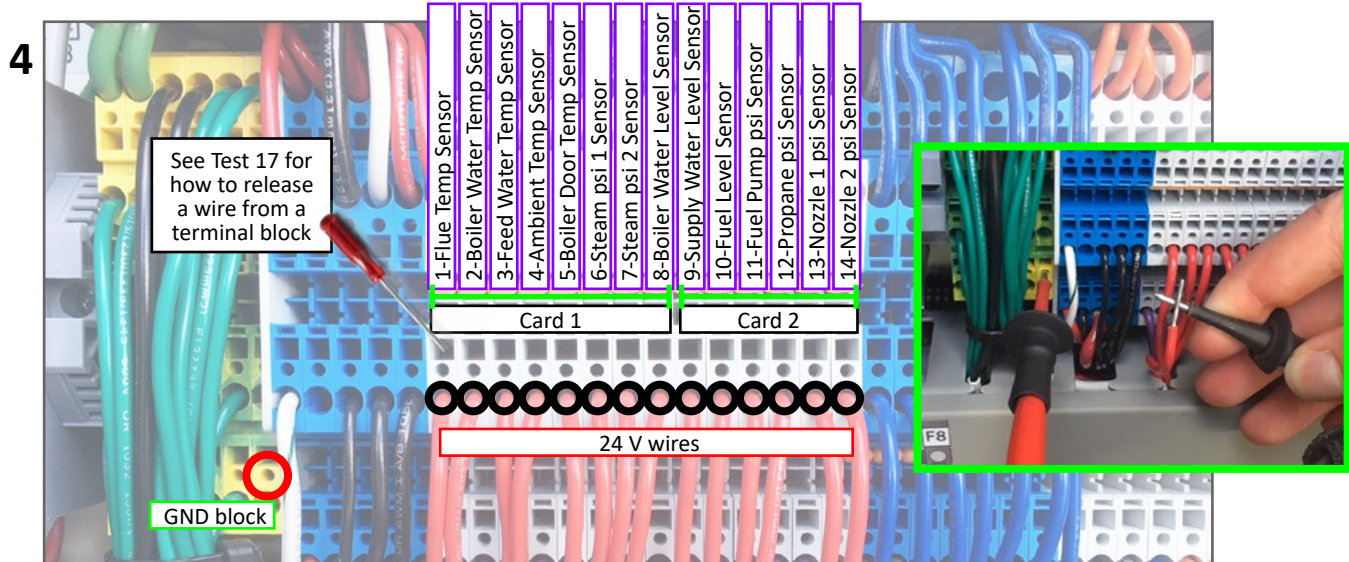 4
See Test 17 for
how to release
a wire from a
terminal block
1-Flue Temp Sensor
2-Boiler Water Temp Sensor
3-Feed Water Temp Sensor
4-Ambient Temp Sensor
5-Boiler Door Temp Sensor
6-Steam psi 1 Sensor
7-Steam psi 2 Sensor
8-Boiler Water Level Sensor
9-Supply Water Level Sensor
10-Fuel Level Sensor
11-Fuel Pump psi Sensor
12-Propane psi Sensor
13-Nozzle 1 psi Sensor
14-Nozzle 2 psi Sensor
Card 1
Card 2
24 V wires
GND block
F8